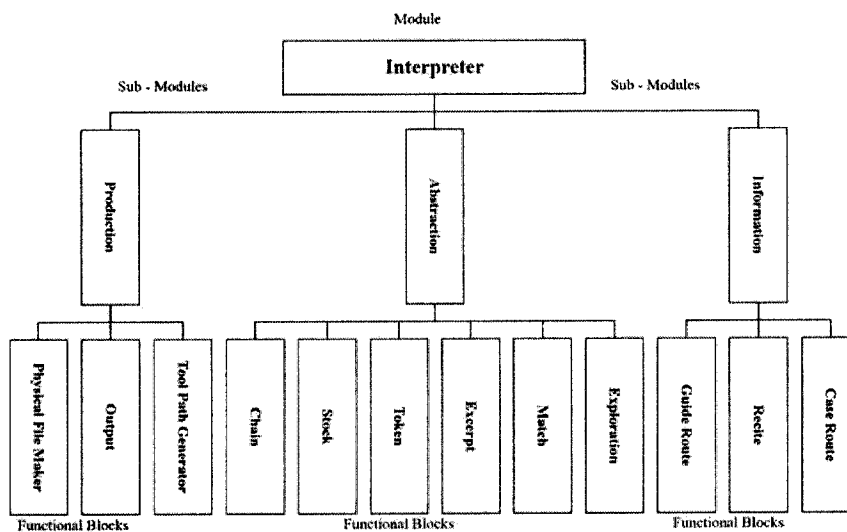 Module
Interpreter
Sub - Modules
Sub - Modules
Production
Abstraction
Information
Physical File Maker
Output
Tool Path Generator
Chain
Stock
Token
Excerpt
Match
Exploration
Guide Route
Recite
Case Route
Functional Blocks
Functional Blocks
Functional Blocks